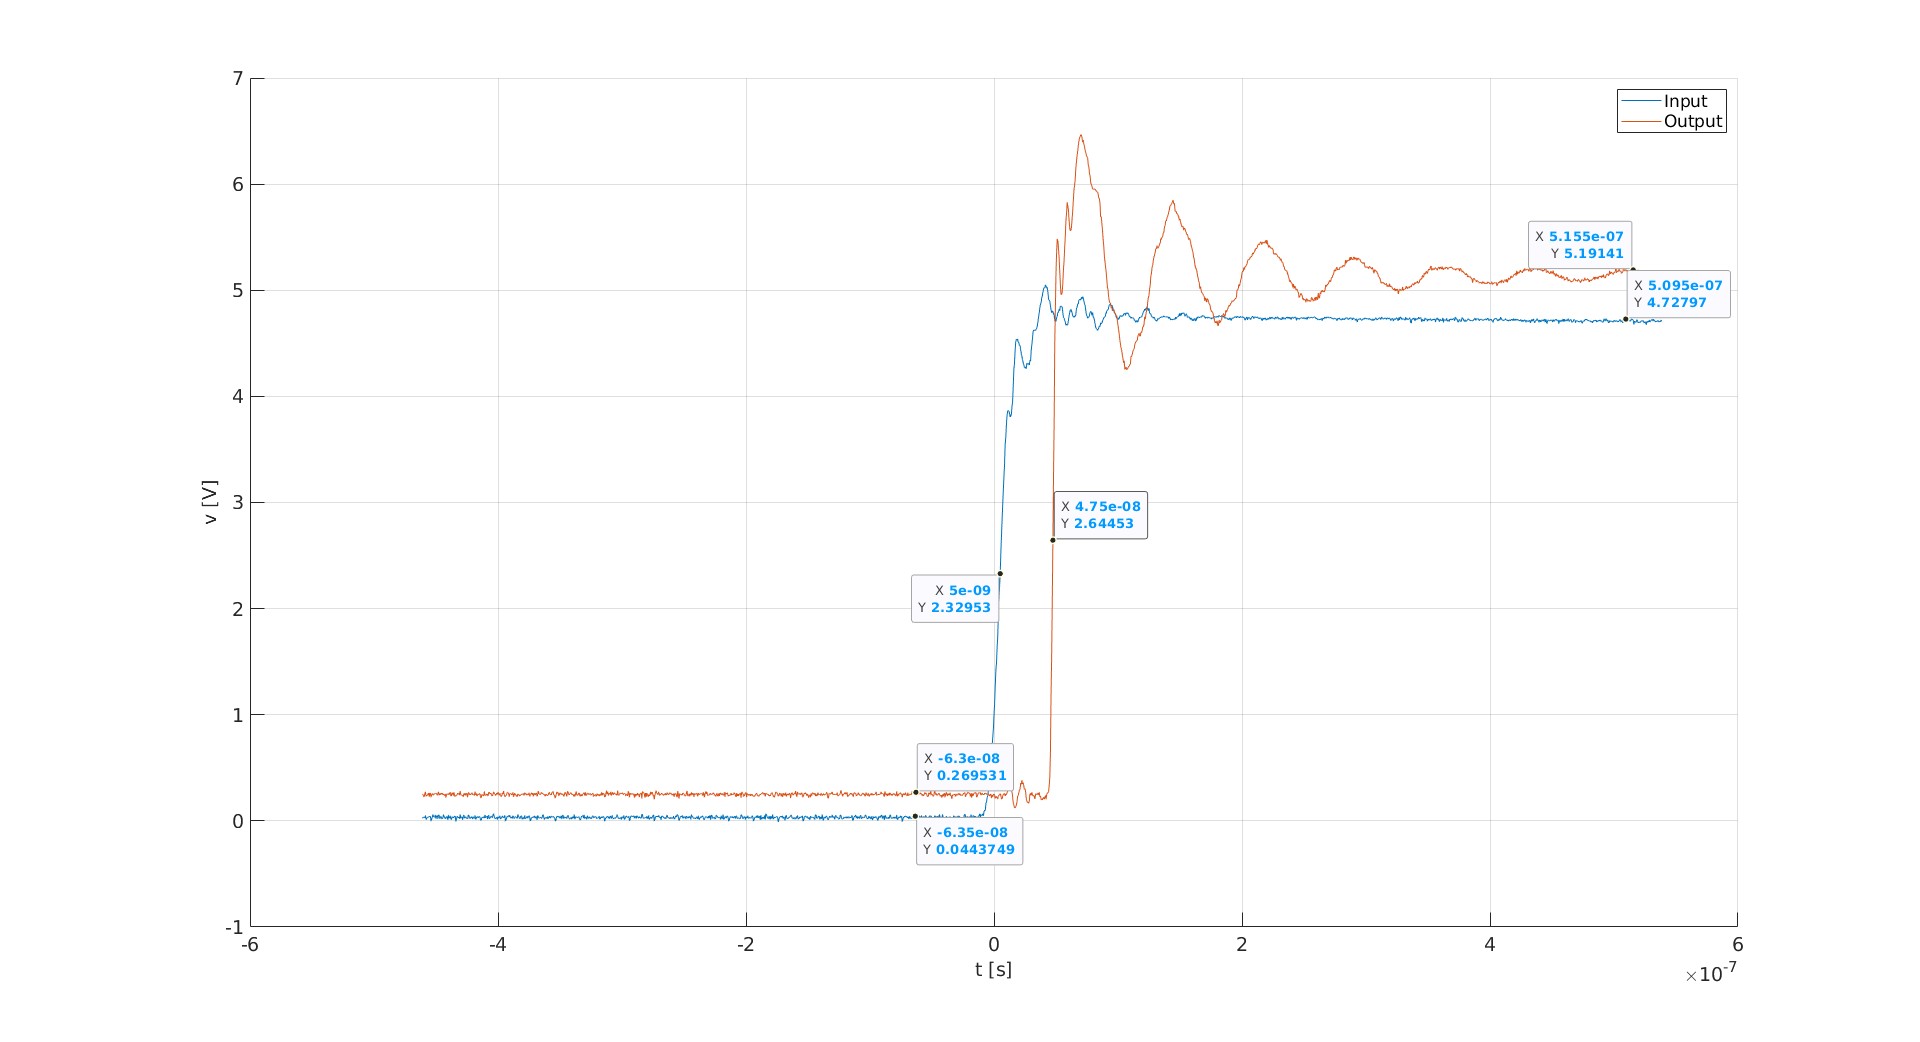 7
6
5
4
3
2
1
0
-1
v [V]
Input
Output
X 5.155e-07
Y 5.19141
X 5.095e-07
Y 4.72797
X 4.75e-08
Y 2.64453
X 5e-09
Y 2.32953
X -6.3e-08
Y 0.269531
X -6.35e-08
Y 0.0443749
-6 -4 -2 0 2 4 6
t [s]
×10-7